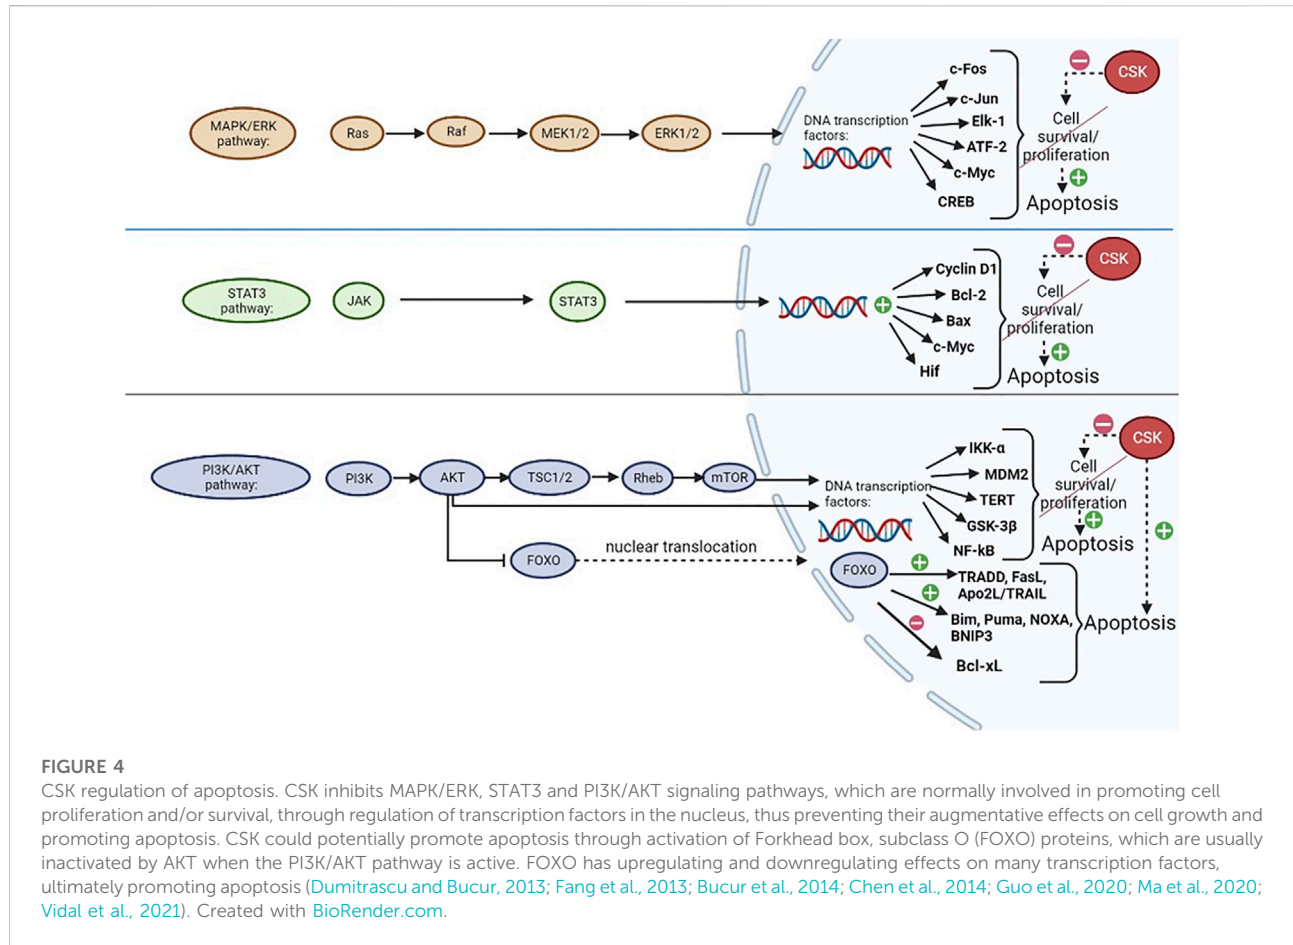 MAPK/ERK
pathway:
Ras
Raf
MEK1/2
ERK1/2
DNA transcription
factors:
c-Fos
c-Jun
Elk-1
ATF-2
c-Myc
CREB
CSK
Cell
survival/
proliferation
Apoptosis
STAT3
pathway:
JAK
STAT3
Cyclin D1
Bcl-2
Bax
c-Myc
Hif
CSK
Cell
survival/
proliferation
Apoptosis
PI3K/AKT
pathway:
PI3K
AKT
TSC1/2
Rheb
mTOR
DNA transcription
factors:
IKK-α
MDM2
TERT
GSK-3β
NF-kB
CSK
Cell
survival/
proliferation
Apoptosis
FOXO
nuclear translocation
FOXO
TRADD, FasL,
Apo2L/TRAIL
Bim, Puma, NOXA,
BNIP3
Bcl-xL
Apoptosis
FIGURE 4
CSK regulation of apoptosis. CSK inhibits MAPK/ERK, STAT3 and PI3K/AKT signaling pathways, which are normally involved in promoting cell
proliferation and/or survival, through regulation of transcription factors in the nucleus, thus preventing their augmentative effects on cell growth and
promoting apoptosis. CSK could potentially promote apoptosis through activation of Forkhead box, subclass O (FOXO) proteins, which are usually
inactivated by AKT when the PI3K/AKT pathway is active. FOXO has upregulating and downregulating effects on many transcription factors,
ultimately promoting apoptosis (Dumitrascu and Bucur, 2013; Fang et al., 2013; Bucur et al., 2014; Chen et al., 2014; Guo et al., 2020; Ma et al., 2020;
Vidal et al., 2021). Created with BioRender.com.